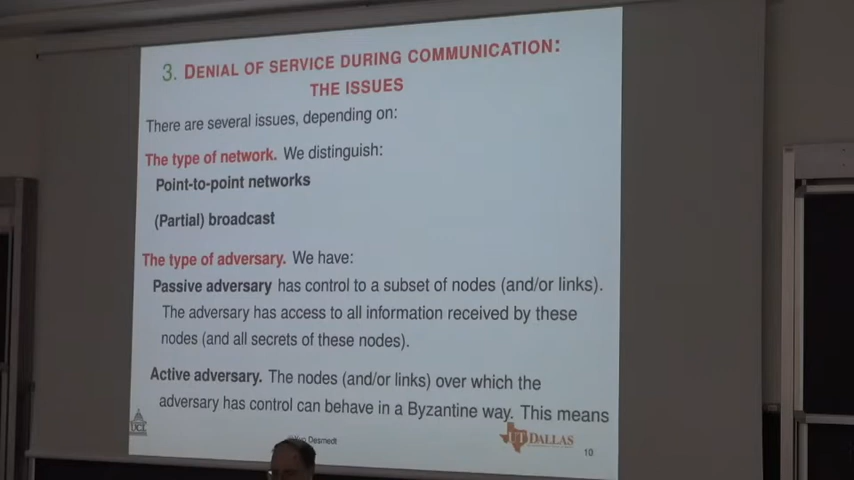 3. DENIAL OF SERVICE DURING COMMUNICATION:
THE ISSUES
There are several issues, depending on:
The type of network. We distinguish:
Point-to-point networks
(Partial) broadcast
The type of adversary. We have:
Passive adversary has control to a subset of nodes (and/or links).
The adversary has access to all information received by these
nodes (and all secrets of these nodes).
Active adversary. The nodes (and/or links) over which the
adversary has control can behave in a Byzantine way. This means
UCL
Desmedt
UT DALLAS
10